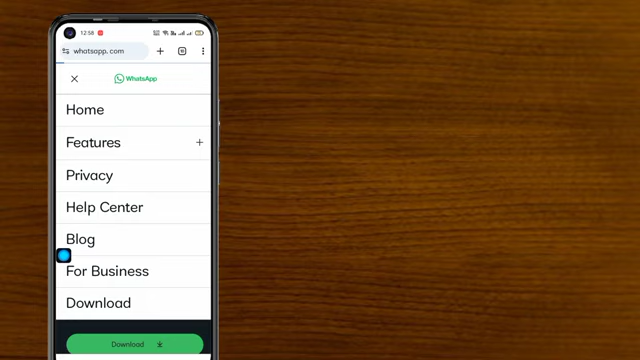 12:58
whatsapp.com
WhatsApp
Home
Features +
Privacy
Help Center
Blog
For Business
Download
Download